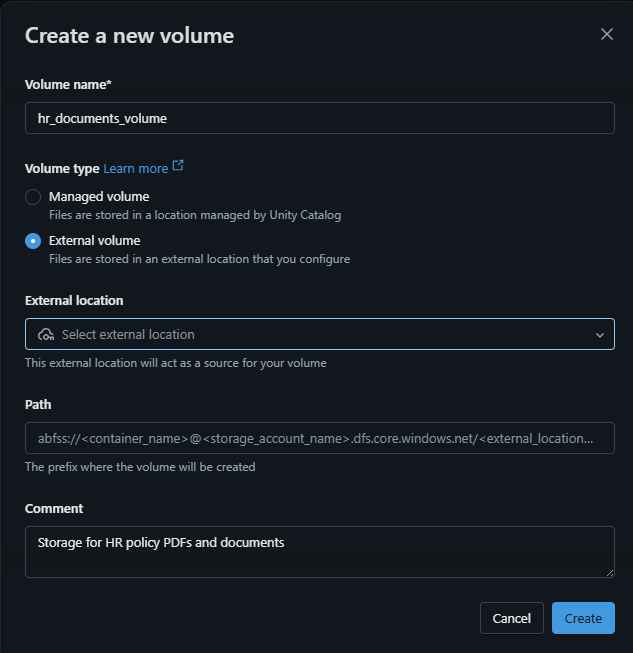 Create a new volume
Volume name*
hr_documents_volume
Volume type Learn more
Managed volume
Files are stored in a location managed by Unity Catalog
External volume
Files are stored in an external location that you configure
External location
Select external location
This external location will act as a source for your volume
Path
abfss://<container_name>@<storage_account_name>.dfs.core.windows.net/<external_location...
The prefix where the volume will be created
Comment
Storage for HR policy PDFs and documents
Cancel Create